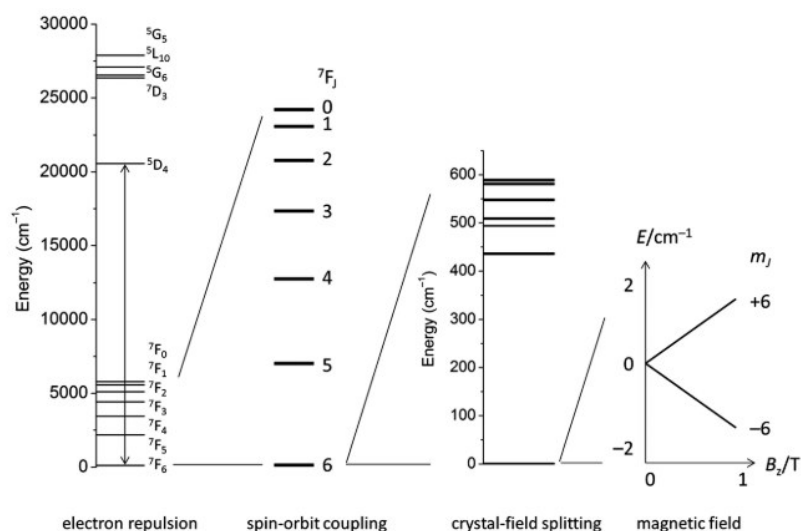 30000
25000
20000
15000
10000
5000
0
Energy (cm⁻¹)
⁵G₅
⁵L₁₀
⁵G₆
⁷D₃
⁵D₄
⁷F₀
⁷F₁
⁷F₂
⁷F₃
⁷F₄
⁷F₅
⁷F₆
⁷F_J
0
1
2
3
4
5
6
600
500
400
300
200
100
0
Energy (cm⁻¹)
E/cm⁻¹
2
0
−2
m_J
+6
−6
B_z/T
0 1
electron repulsion
spin-orbit coupling
crystal-field splitting
magnetic field